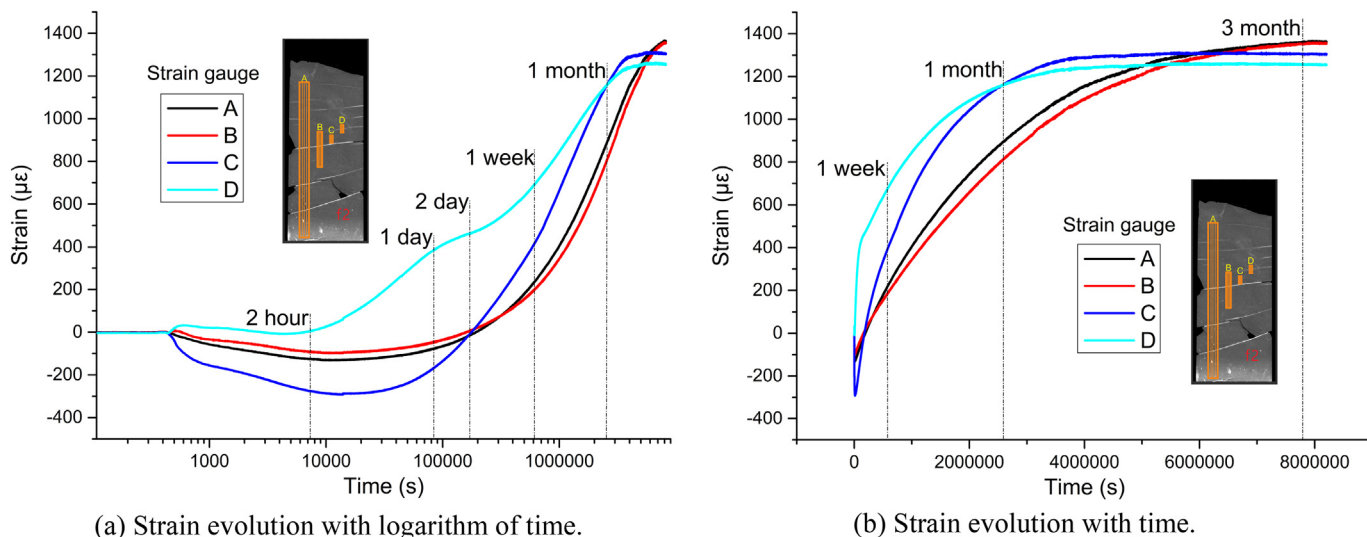 1400
1200
1000
800
600
400
200
0
-200
-400
Strain (με)
Strain gauge
A
B
C
D
A
B
C
D
2 hour
1 day
2 day
1 week
1 month
1000
10000
100000
1000000
Time (s)
(a) Strain evolution with logarithm of time.
1400
1200
1000
800
600
400
200
0
-200
-400
Strain (με)
1 week
1 month
3 month
Strain gauge
A
B
C
D
A
B
C
D
0
2000000
4000000
6000000
8000000
Time (s)
(b) Strain evolution with time.